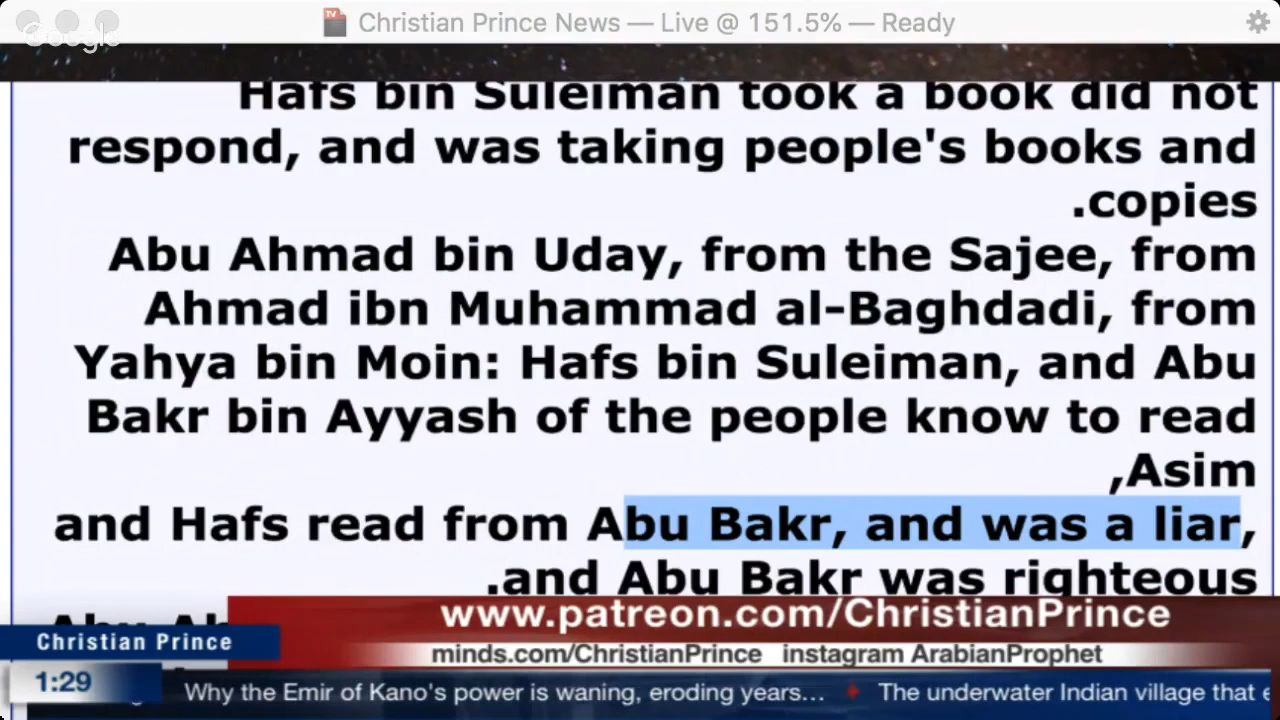 Christian Prince News — Live @ 151.5% — Ready
Google
Hafs bin Suleiman took a book did not
respond, and was taking people's books and
.copies
Abu Ahmad bin Uday, from the Sajee, from
Ahmad ibn Muhammad al-Baghdadi, from
Yahya bin Moin: Hafs bin Suleiman, and Abu
Bakr bin Ayyash of the people know to read
,Asim
and Hafs read from Abu Bakr, and was a liar,
.and Abu Bakr was righteous
www.patreon.com/ChristianPrince
Christian Prince
minds.com/ChristianPrince instagram ArabianProphet
1:29
Why the Emir of Kano's power is waning, eroding years... The underwater Indian village that